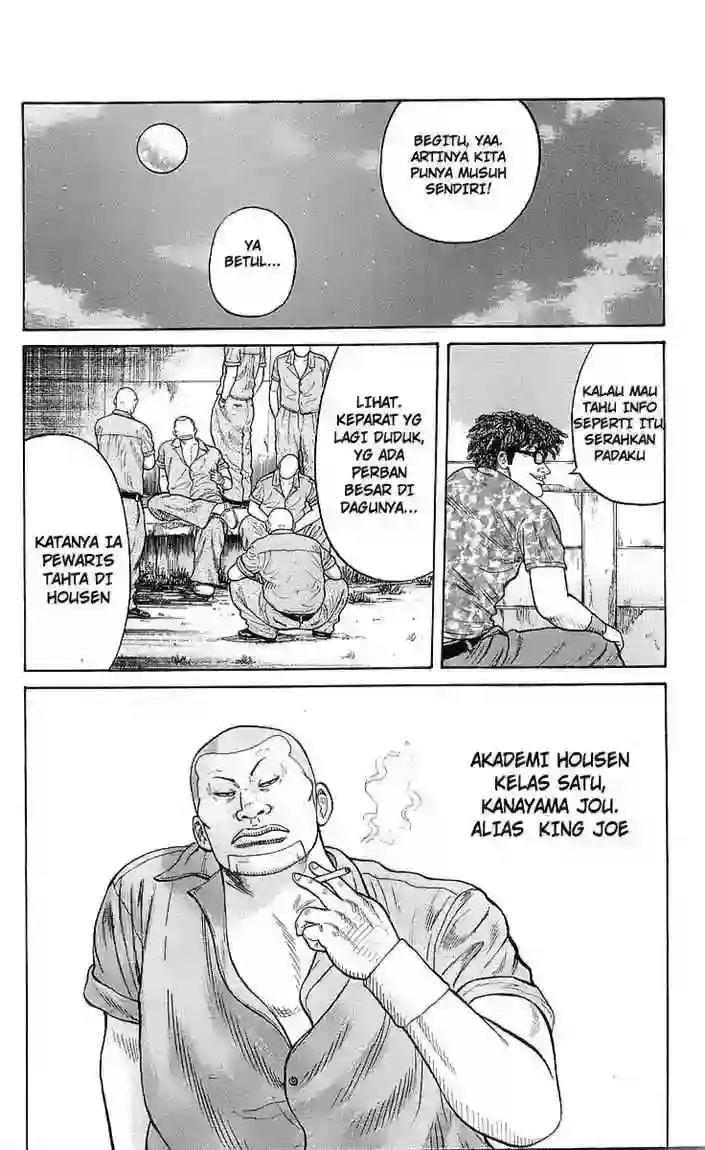 BEGITU, YAA.
ARTINYA KITA
PUNYA MUSUH
SENDIRI!
YA
BETUL...
KALAU MAU
TAHU INFO
SEPERTI ITU
SERAHKAN
PADAKU
LIHAT.
KEPARAT YG
LAGI DUDUK,
YG ADA
PERBAN
BESAR DI
DAGUNYA...
KATANYA IA
PEWARIS
TAHTA DI
HOUSEN
AKADEMI HOUSEN
KELAS SATU,
KANAYAMA JOU.
ALIAS KING JOE